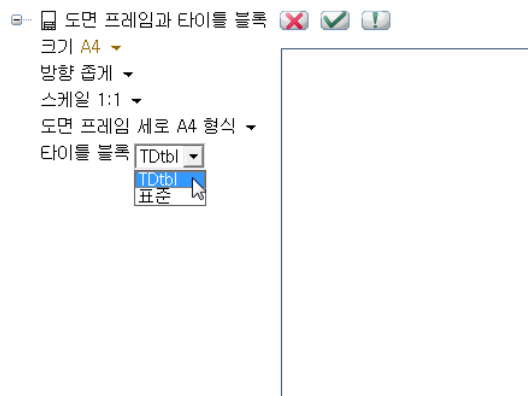 도면 프레임과 타이틀 블록
크기 A4
방향 좁게
스케일 1:1
도면 프레임 세로 A4 형식
타이틀 블록 TDtbl
TDtbl
표준